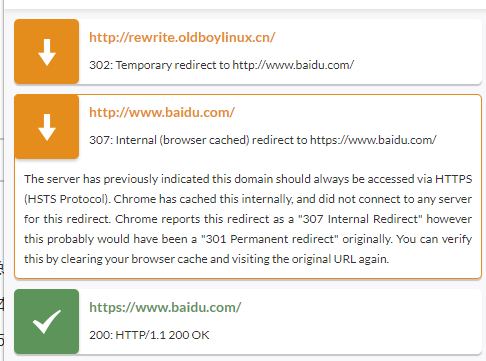 http://rewrite.oldboylinux.cn/
302: Temporary redirect to http://www.baidu.com/
http://www.baidu.com/
307: Internal (browser cached) redirect to https://www.baidu.com/
The server has previously indicated this domain should always be accessed via HTTPS
(HSTS Protocol). Chrome has cached this internally, and did not connect to any server
for this redirect. Chrome reports this redirect as a "307 Internal Redirect" however
this probably would have been a "301 Permanent redirect" originally. You can verify
this by clearing your browser cache and visiting the original URL again.
https://www.baidu.com/
200: HTTP/1.1 200 OK